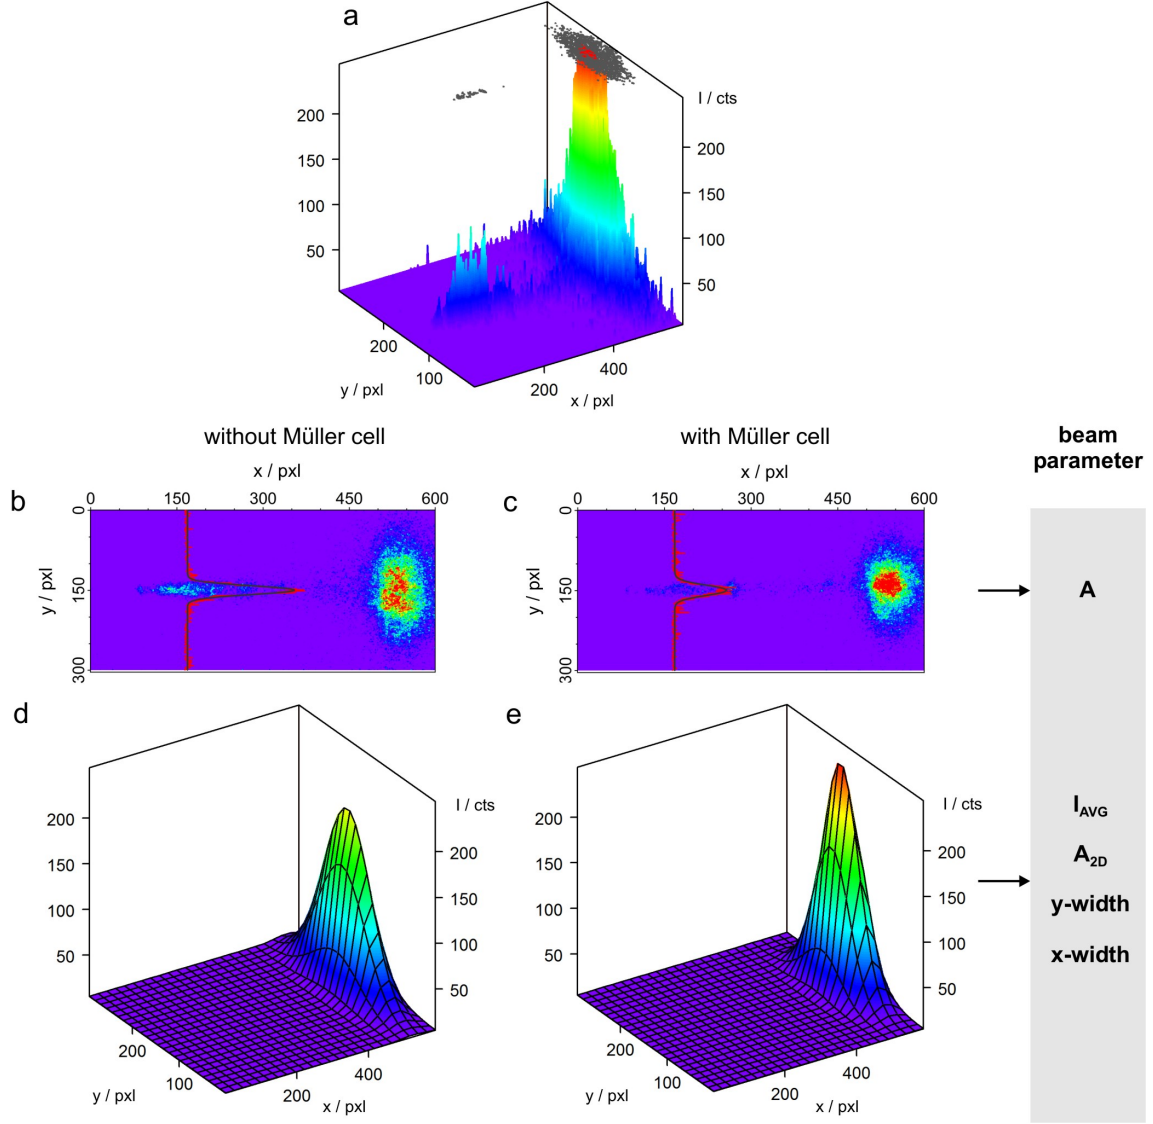 a
I / cts
200
150
100
50
200
150
100
50
200
100
y / pxl
200
400
x / pxl
without Müller cell
with Müller cell
beam
parameter
b
x / pxl
0 150 300 450 600
y / pxl
0
150
300
c
x / pxl
0 150 300 450 600
y / pxl
0
150
300
A
d
I / cts
200
150
100
50
200
150
100
50
200
100
y / pxl
200
400
x / pxl
e
I / cts
200
150
100
50
200
150
100
50
200
100
y / pxl
200
400
x / pxl
I_AVG
A_2D
y-width
x-width